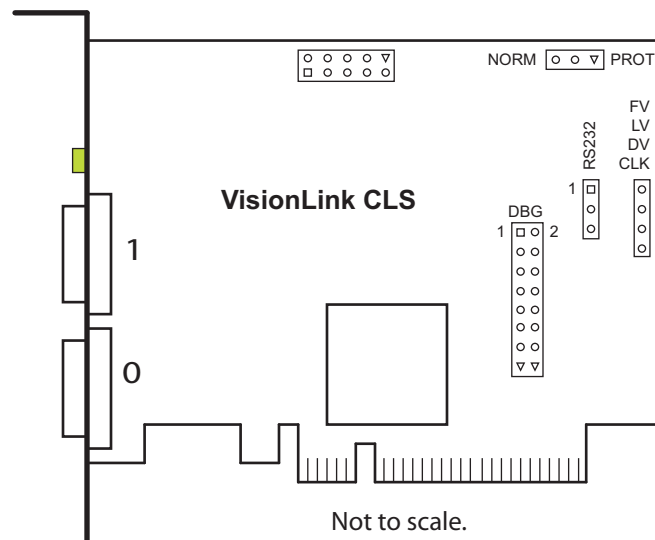 NORM PROT
FV
LV
DV
CLK
RS232
VisionLink CLS
1
DBG
1 2
1
0
Not to scale.